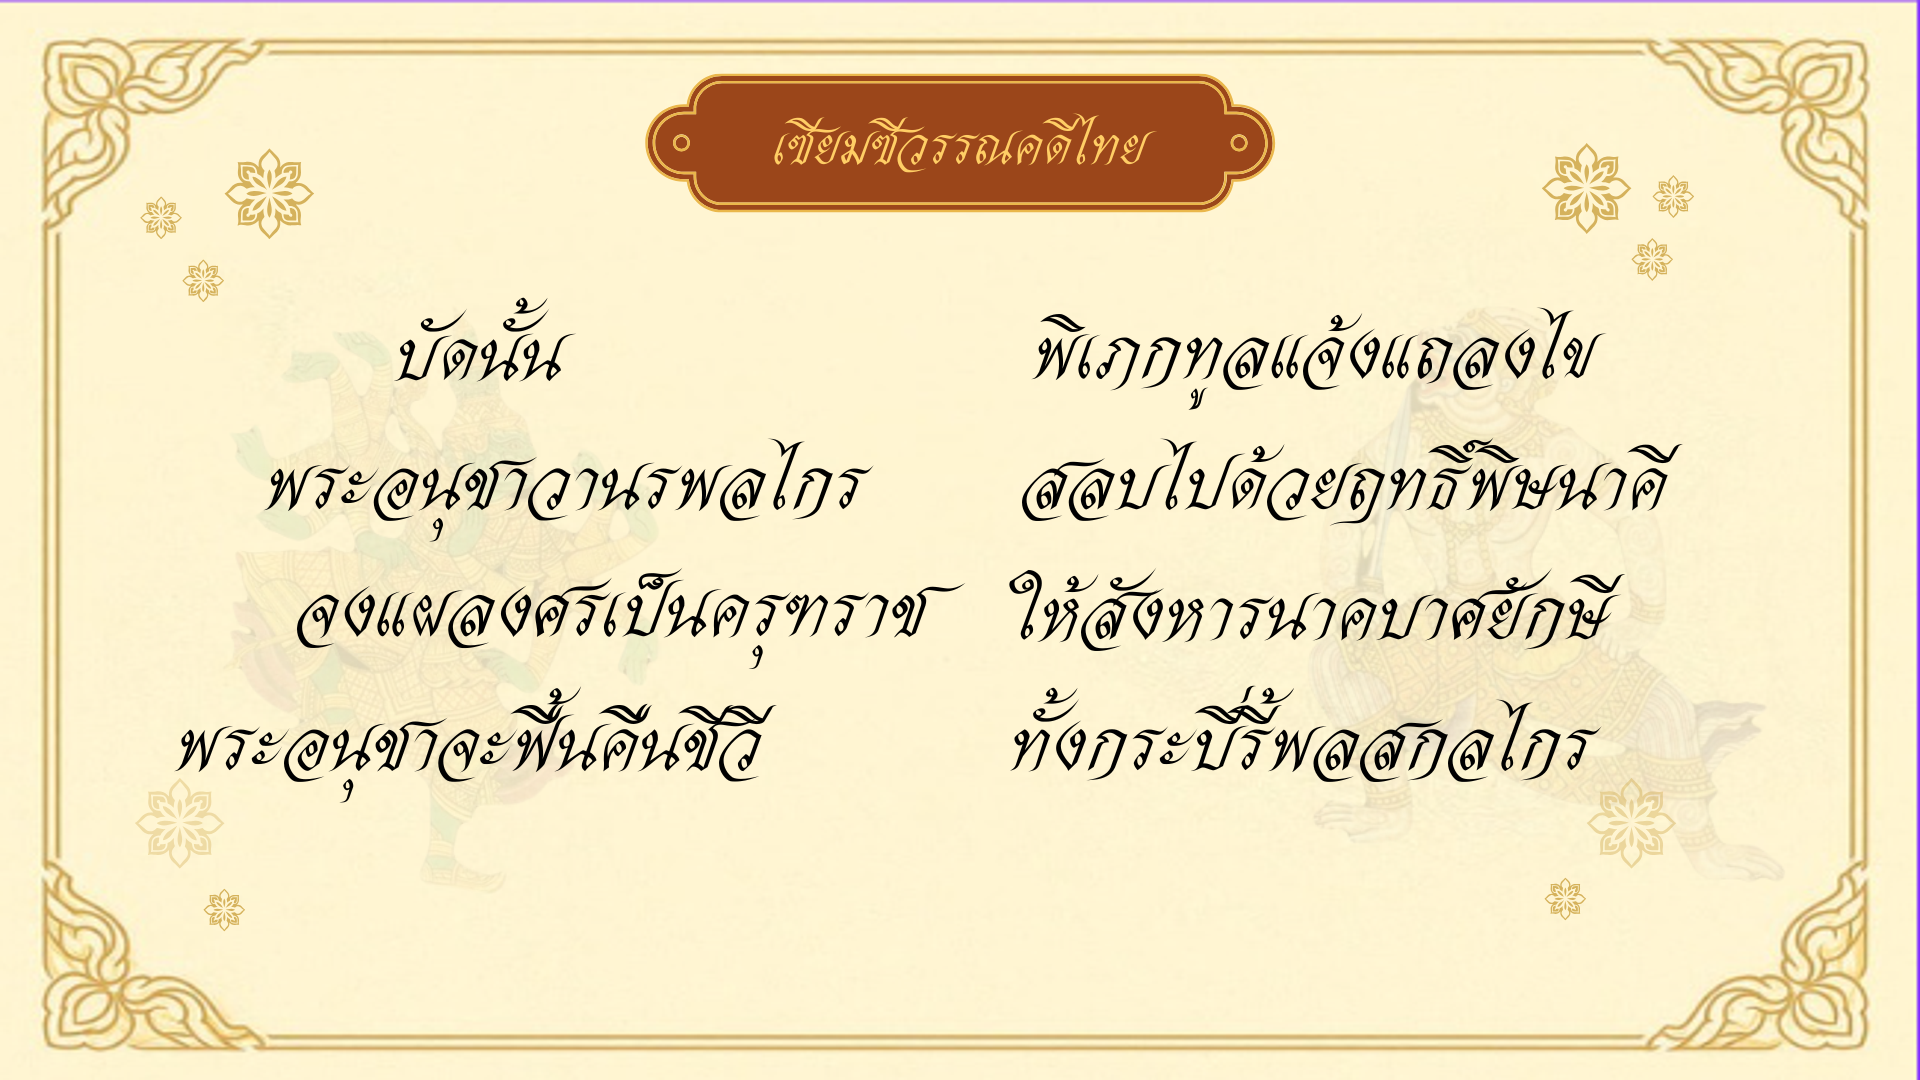 เซียมซีวรรณคดีไทย
บัดนั้น พิเภกทูลแจ้งแถลงไข
พระอนุชาวานรพลไกร สลบไปด้วยฤทธิ์พิษนาคี
จงแผลงศรเป็นครุฑราช ให้สังหารนาคบาศยักษี
พระอนุชาจะฟื้นคืนชีวี ทั้งกระบี่รี้พลสกลไกร